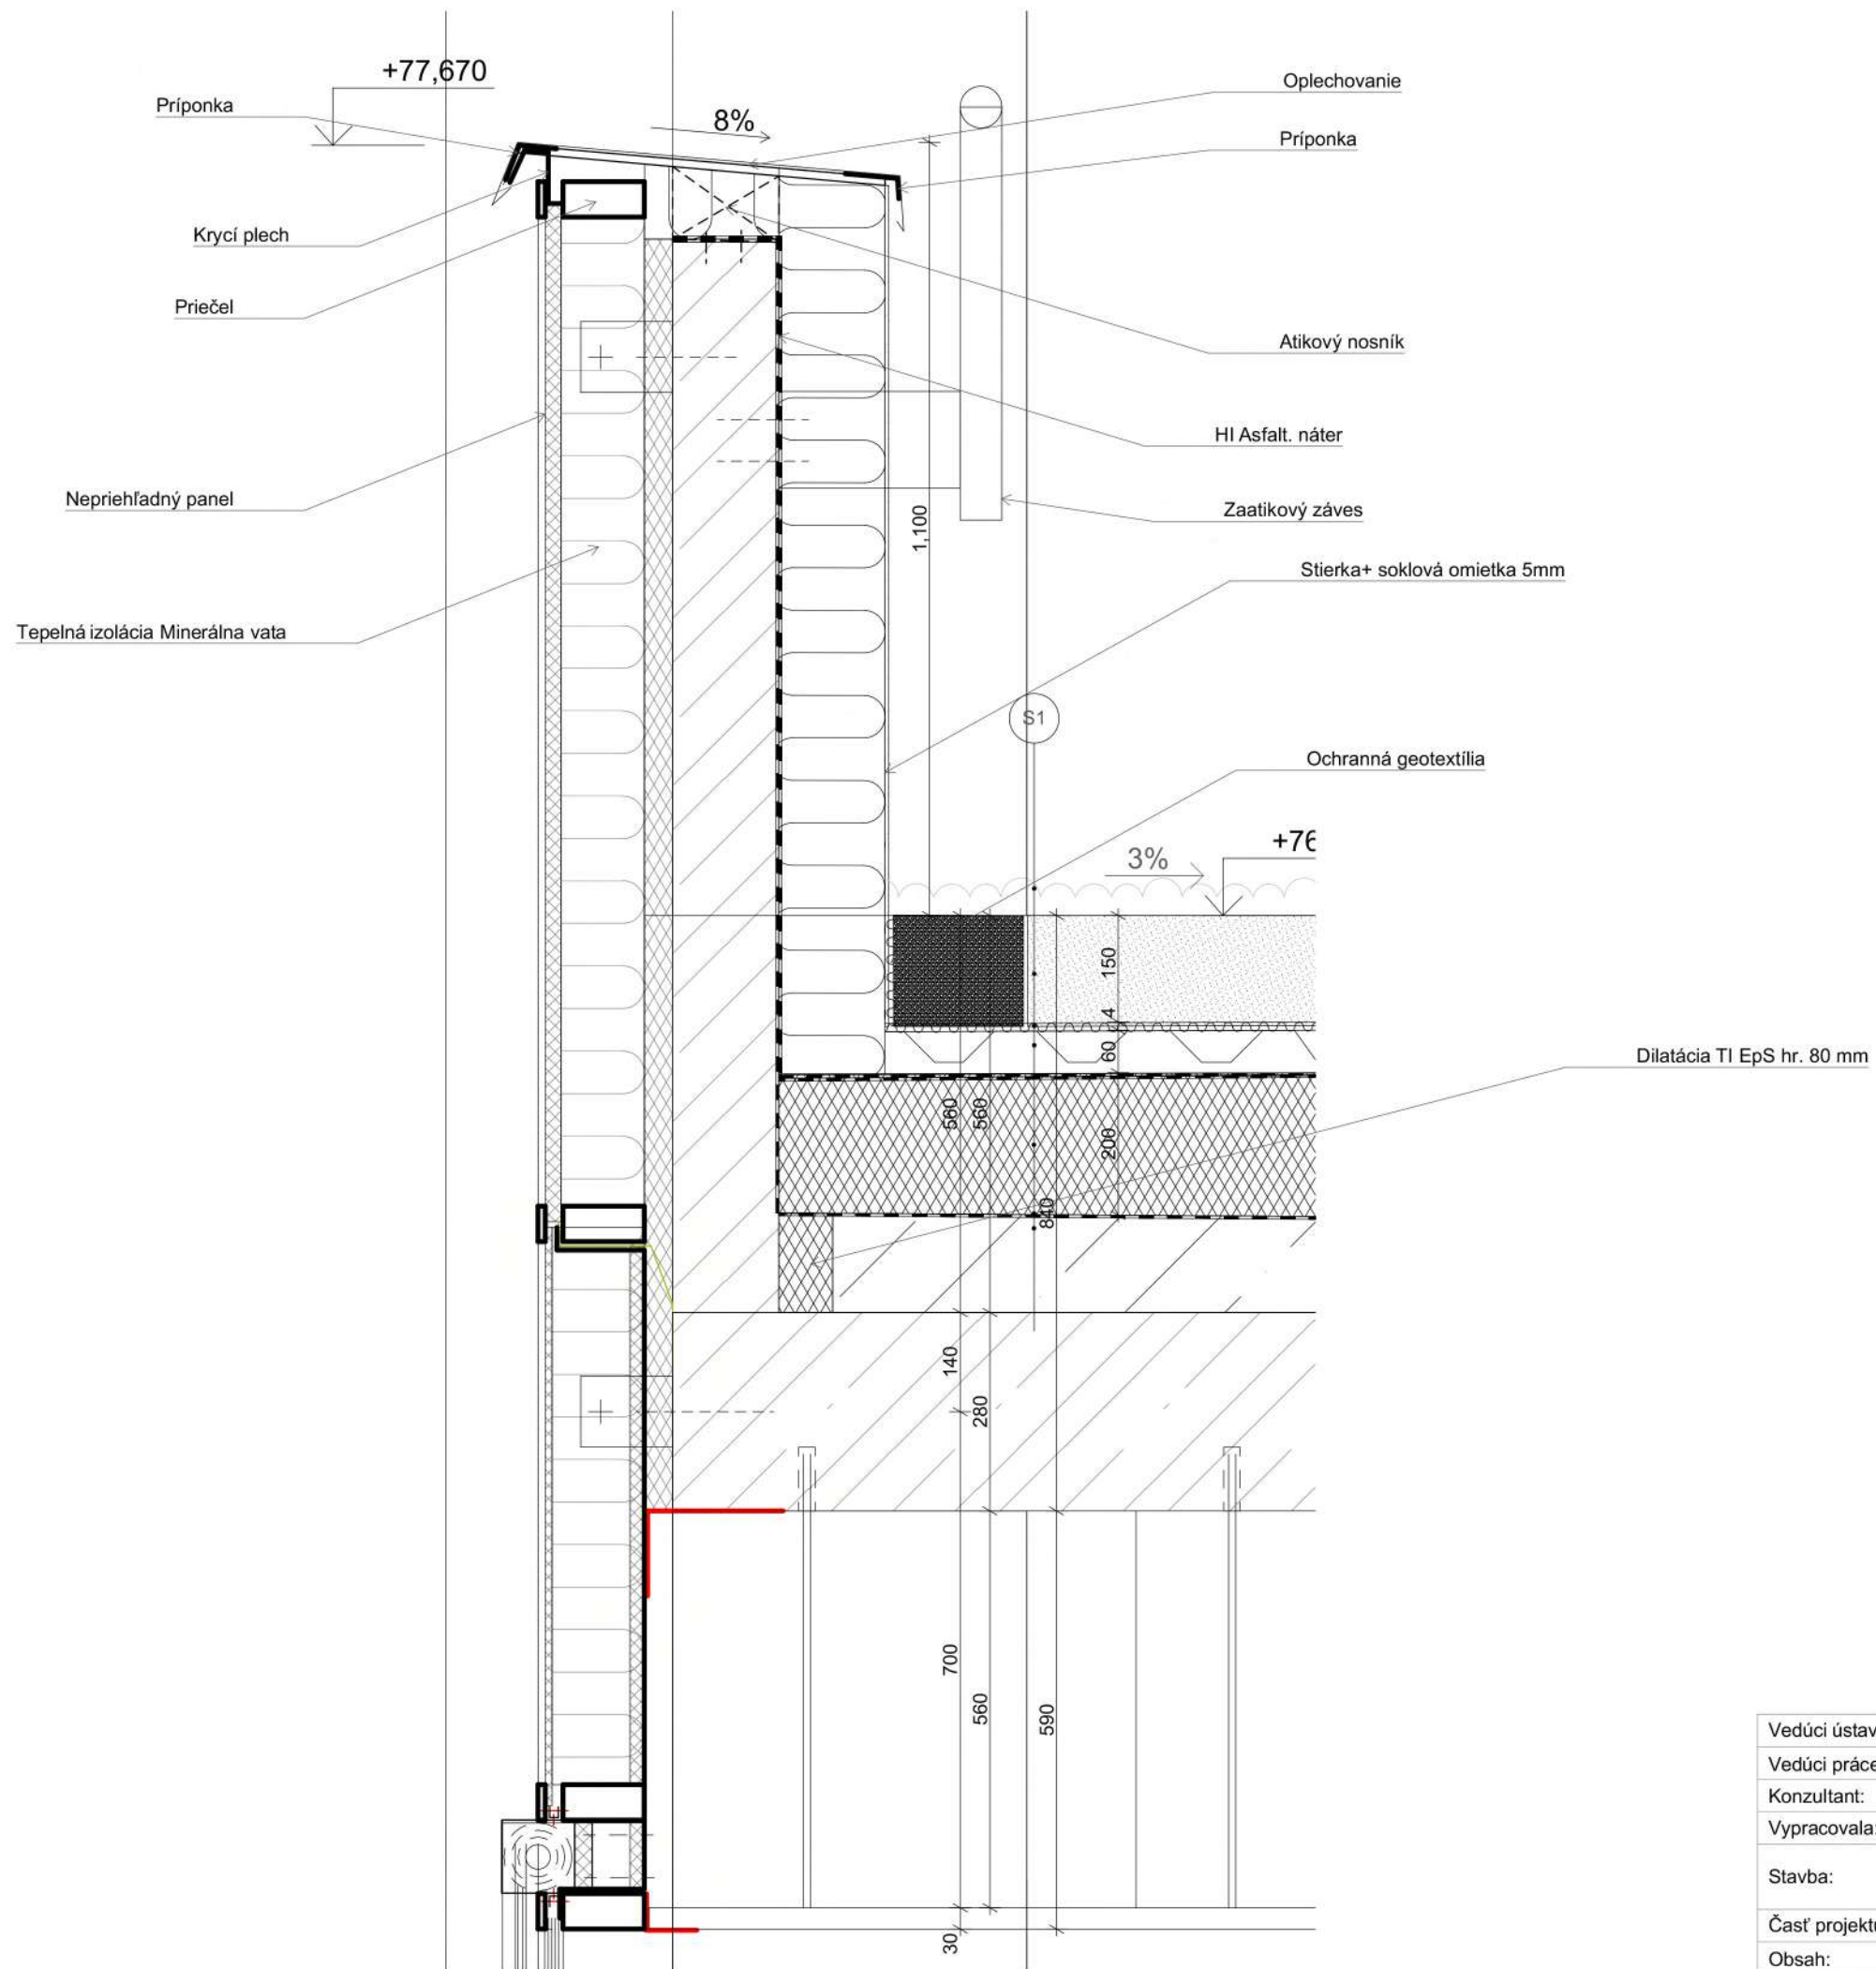 +77,670
Oplechovanie
Príponka
8%
Príponka
Krycí plech
Priečel
Atikový nosník
HI Asfalt. náter
Nepriehľadný panel
Zaatikový záves
1,100
Stierka+ soklová omietka 5mm
Tepelná izolácia Minerálna vata
S1
Ochranná geotextília
3%
+76
150
4
60
Dilatácia TI EpS hr. 80 mm
560
560
200
840
140
280
700
560
590
30
Vedúci ústav
Vedúci práce
Konzultant:
Vypracovala:
Stavba:
Časť projektu
Obsah: